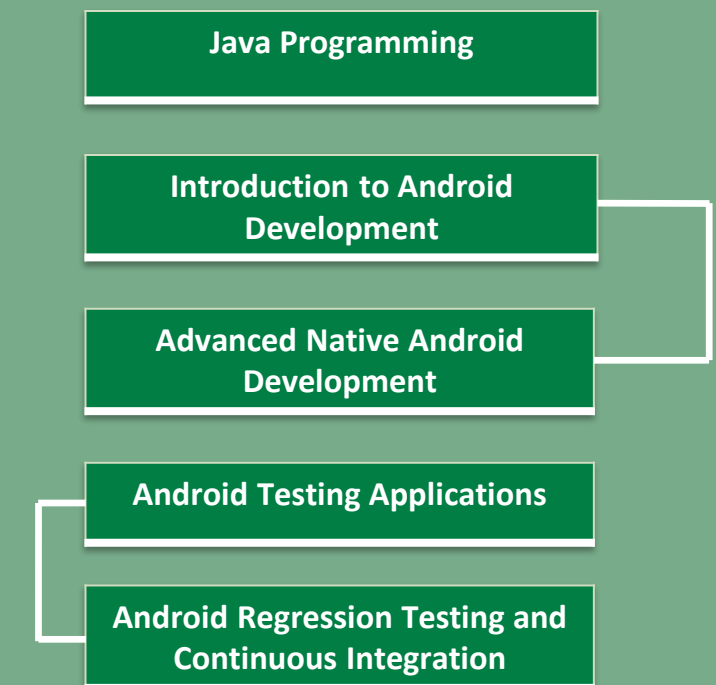 Java Programming
Introduction to Android
Development
Advanced Native Android
Development
Android Testing Applications
Android Regression Testing and
Continuous Integration